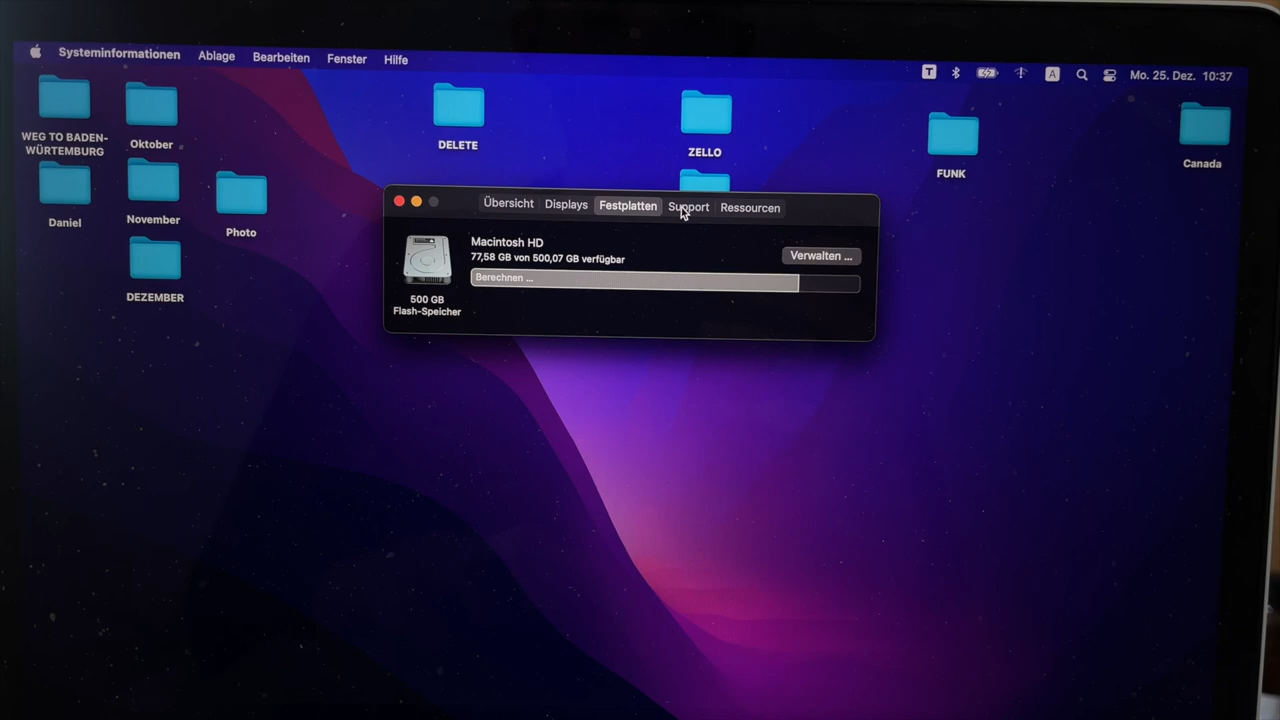 Systeminformationen Ablage Bearbeiten Fenster Hilfe
T A Mo. 25. Dez. 10:37
WEG TO BADEN-
WÜRTEMBURG
Oktober
DELETE
ZELLO
FUNK
Canada
Daniel
November
Photo
DEZEMBER
Übersicht Displays Festplatten Support Ressourcen
Macintosh HD
77,58 GB von 500,07 GB verfügbar
Verwalten ...
Berechnen ...
500 GB
Flash-Speicher